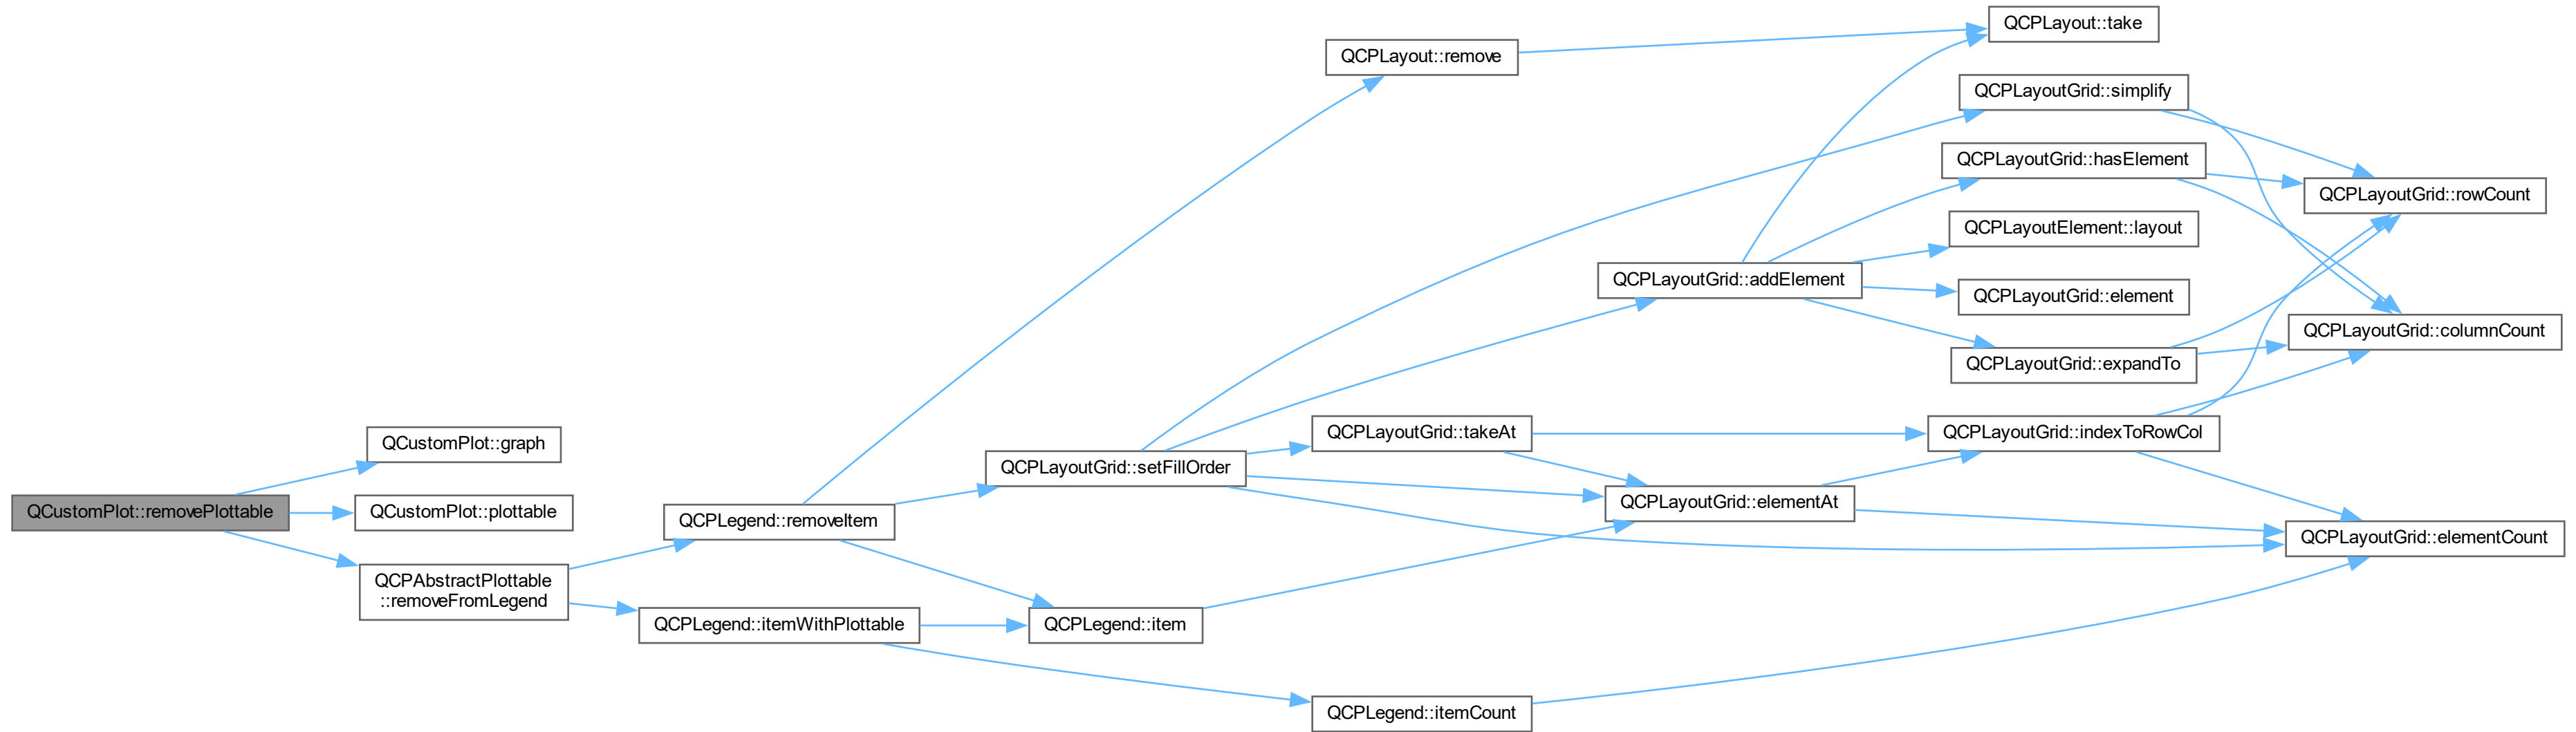 QCustomPlot::removePlottable
QCustomPlot::graph
QCustomPlot::plottable
QCPAbstractPlottable
::removeFromLegend
QCPLegend::removeItem
QCPLegend::itemWithPlottable
QCPLayout::remove
QCPLayoutGrid::setFillOrder
QCPLegend::item
QCPLayoutGrid::takeAt
QCPLegend::itemCount
QCPLayoutGrid::addElement
QCPLayoutGrid::elementAt
QCPLayout::take
QCPLayoutGrid::simplify
QCPLayoutGrid::hasElement
QCPLayoutElement::layout
QCPLayoutGrid::element
QCPLayoutGrid::expandTo
QCPLayoutGrid::indexToRowCol
QCPLayoutGrid::rowCount
QCPLayoutGrid::columnCount
QCPLayoutGrid::elementCount